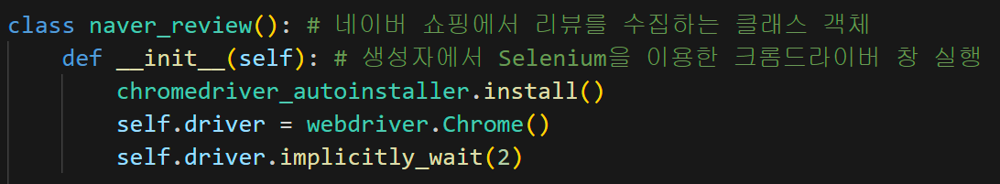 class naver_review(): # 네이버 쇼핑에서 리뷰를 수집하는 클래스 객체
    def __init__(self): # 생성자에서 Selenium을 이용한 크롬드라이버 창 실행
        chromedriver_autoinstaller.install()
        self.driver = webdriver.Chrome()
        self.driver.implicitly_wait(2)